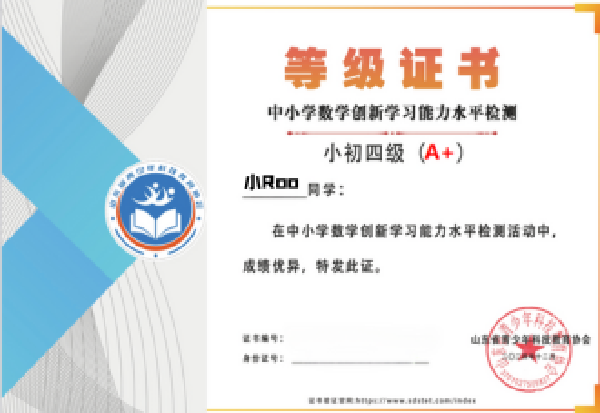 等级证书
中小学数学创新学习能力水平检测
小初四级（A+）
小Roo 同学：
在中小学数学创新学习能力水平检测活动中，
成绩优异，特发此证。
证书编号：
身份证号：
山东省青少年科技教育协会
证书验证官网:https://www.sdstet.com/index